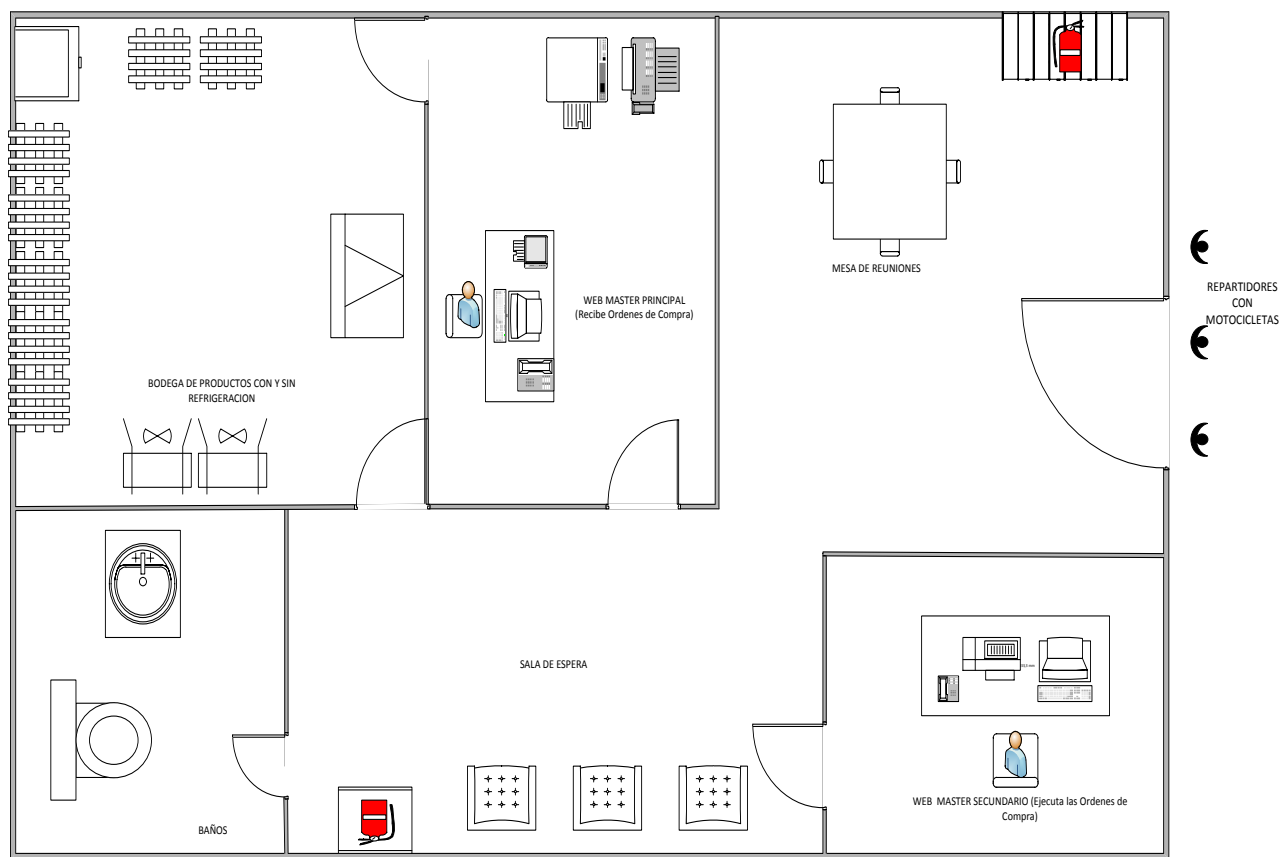 MESA DE REUNIONES
REPARTIDORES
CON
MOTOCICLETAS
WEB MASTER PRINCIPAL
(Recibe Ordenes de Compra)
BODEGA DE PRODUCTOS CON Y SIN
REFRIGERACION
SALA DE ESPERA
WEB MASTER SECUNDARIO (Ejecuta las Ordenes de
Compra)
BAÑOS